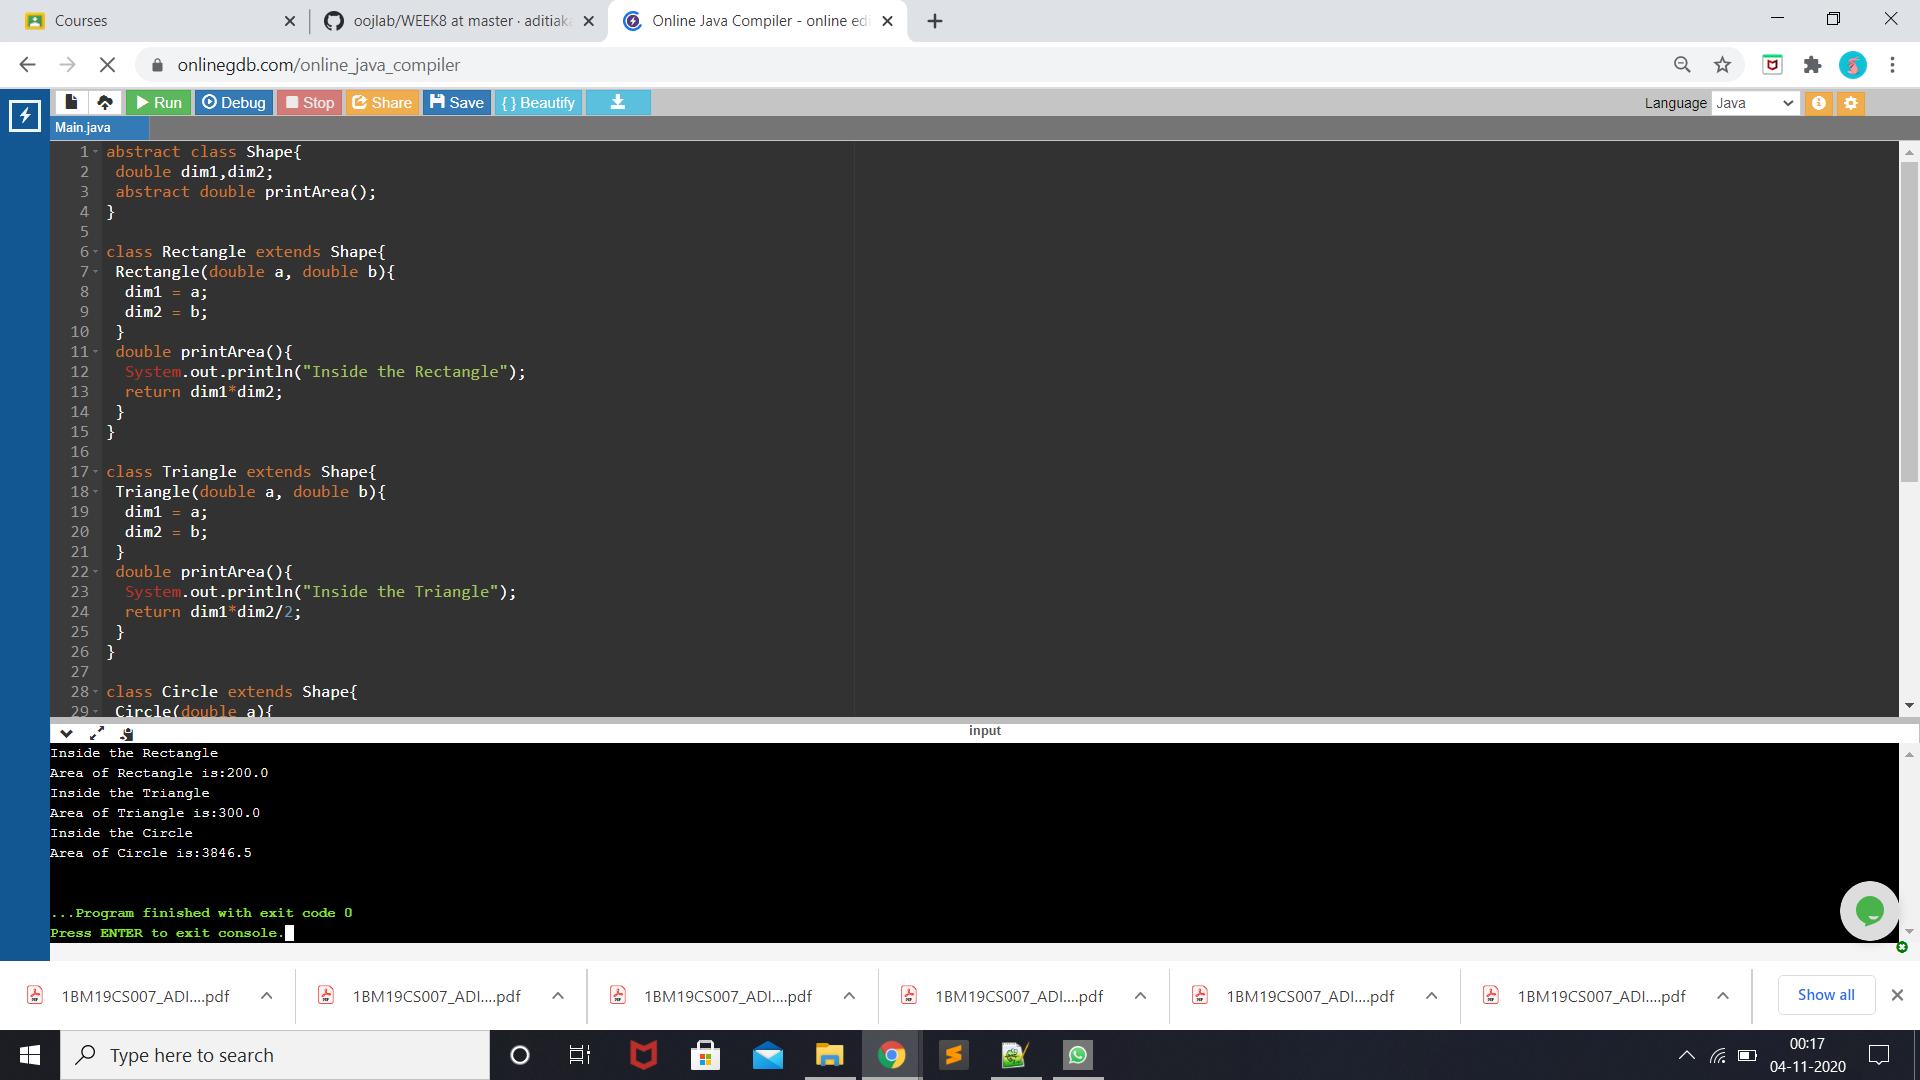 Courses
oojlab/WEEK8 at master · aditiaka
Online Java Compiler - online edi
onlinegdb.com/online_java_compiler
Run Debug Stop Share Save { } Beautify
Language Java
Main.java
1 abstract class Shape{
2 double dim1,dim2;
3 abstract double printArea();
4 }
5
6 class Rectangle extends Shape{
7 Rectangle(double a, double b){
8 dim1 = a;
9 dim2 = b;
10 }
11 double printArea(){
12 System.out.println("Inside the Rectangle");
13 return dim1*dim2;
14 }
15 }
16
17 class Triangle extends Shape{
18 Triangle(double a, double b){
19 dim1 = a;
20 dim2 = b;
21 }
22 double printArea(){
23 System.out.println("Inside the Triangle");
24 return dim1*dim2/2;
25 }
26 }
27
28 class Circle extends Shape{
29 Circle(double a){
input
Inside the Rectangle
Area of Rectangle is:200.0
Inside the Triangle
Area of Triangle is:300.0
Inside the Circle
Area of Circle is:3846.5
...Program finished with exit code 0
Press ENTER to exit console.
1BM19CS007_ADI....pdf 1BM19CS007_ADI....pdf 1BM19CS007_ADI....pdf 1BM19CS007_ADI....pdf 1BM19CS007_ADI....pdf 1BM19CS007_ADI....pdf Show all
Type here to search
00:17
04-11-2020